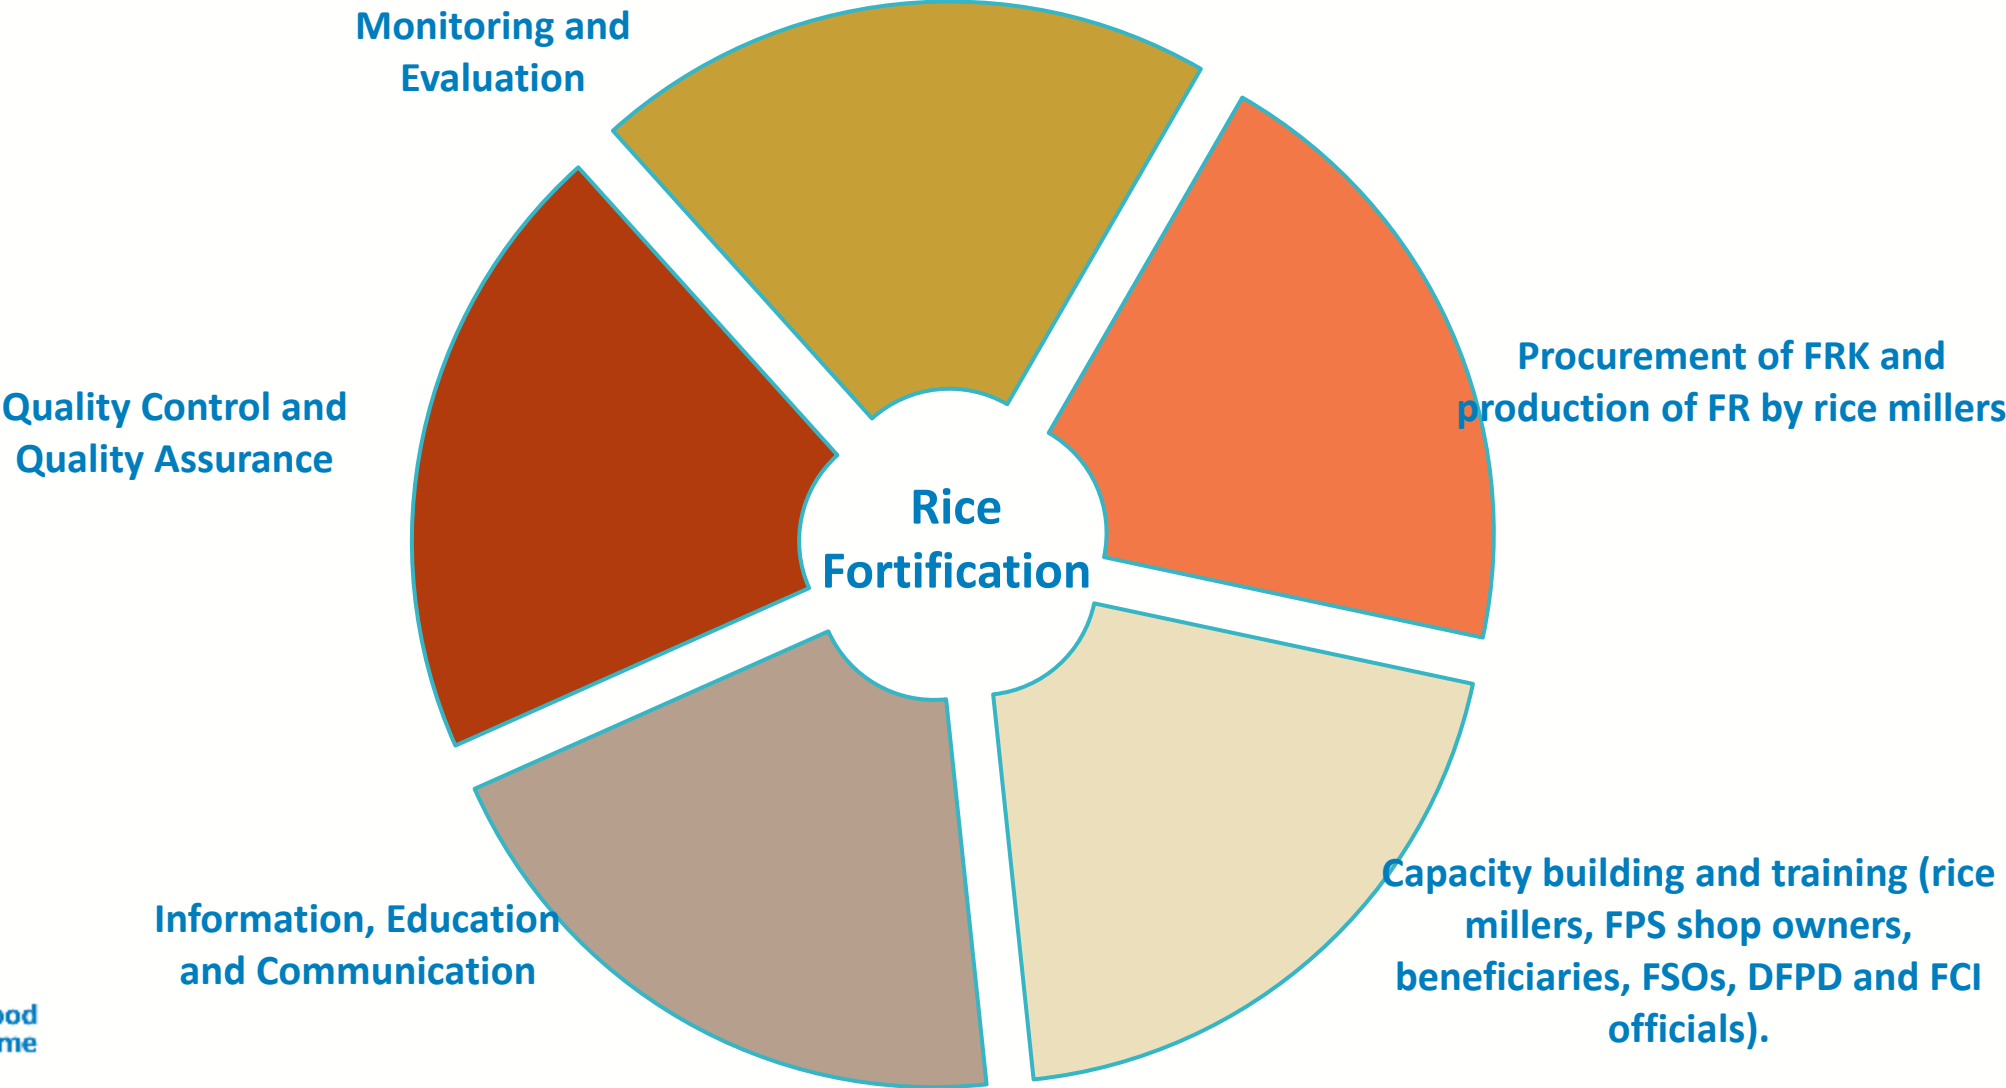 Monitoring and
Evaluation
Procurement of FRK and
production of FR by rice millers
Quality Control and
Quality Assurance
Rice
Fortification
Capacity building and training (rice
millers, FPS shop owners,
beneficiaries, FSOs, DFPD and FCI
officials).
Information, Education
and Communication